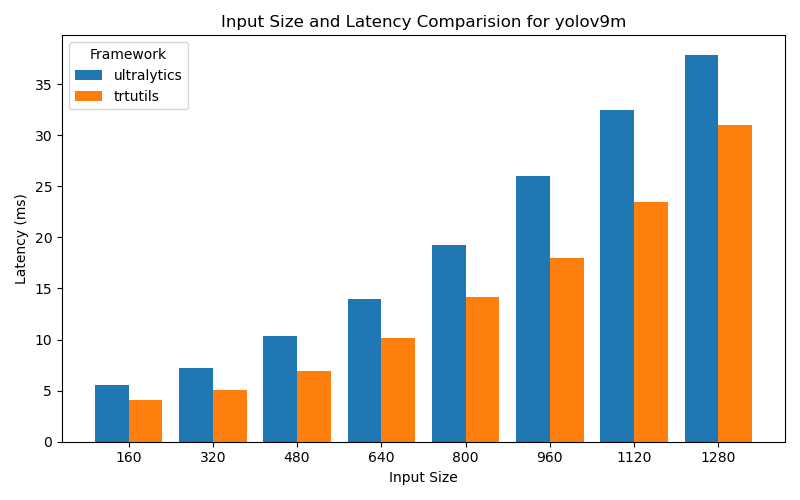 Input Size and Latency Comparision for yolov9m
Framework
ultralytics
trtutils
Latency (ms)
35
30
25
20
15
10
5
0
160 320 480 640 800 960 1120 1280
Input Size